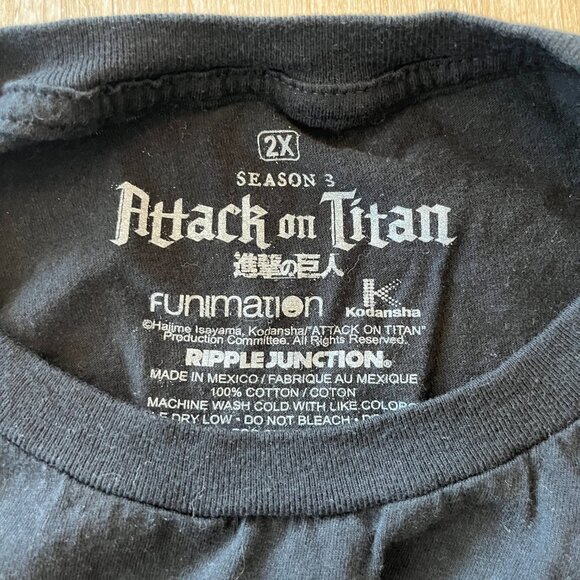 2X
SEASON 3
Attack on Titan
進撃の巨人
FUNIMATION
K
Kodansha
©Hajime Isayama, Kodansha/"ATTACK ON TITAN"
Production Committee. All Rights Reserved.
RIPPLE JUNCTION®
MADE IN MEXICO / FABRIQUE AU MEXIQUE
100% COTTON / COTON
MACHINE WASH COLD WITH LIKE COLORS
DRY LOW • DO NOT BLEACH •